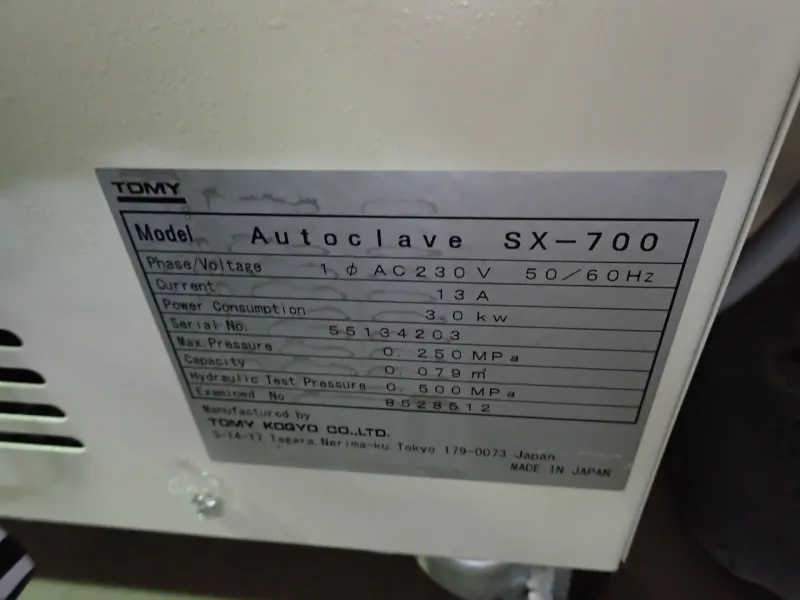 TOMY
Model Autoclave SX-700
Phase/Voltage 1φ AC230V 50/60Hz
Current 13A
Power Consumption 3.0kw
Serial No. 55134203
Max.Pressure 0.250MPa
Capacity 0.079㎥
Hydraulic Test Pressure 0.500MPa
Examined No 8528512
Manufactured by
TOMY KOGYO CO.,LTD.
3-14-17 Tagara Nerima-ku Tokyo 179-0073 Japan
MADE IN JAPAN